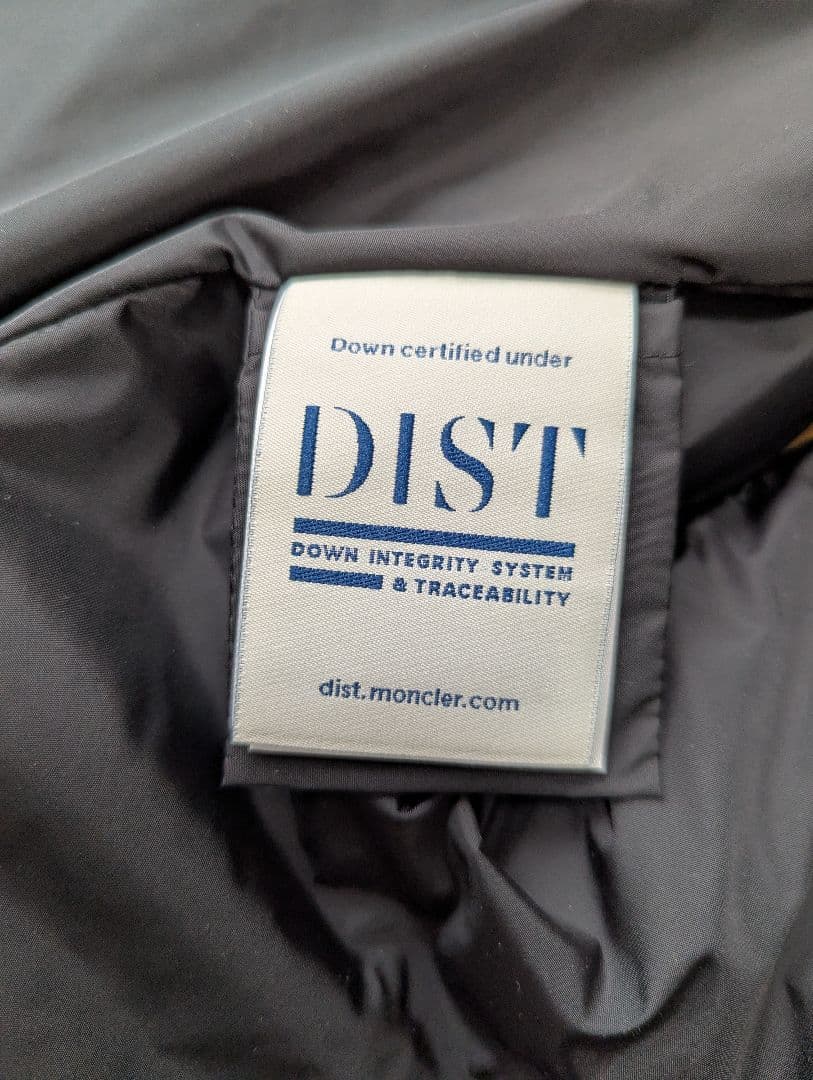 Down certified under
DIST
DOWN INTEGRITY SYSTEM
& TRACEABILITY
dist.moncler.com